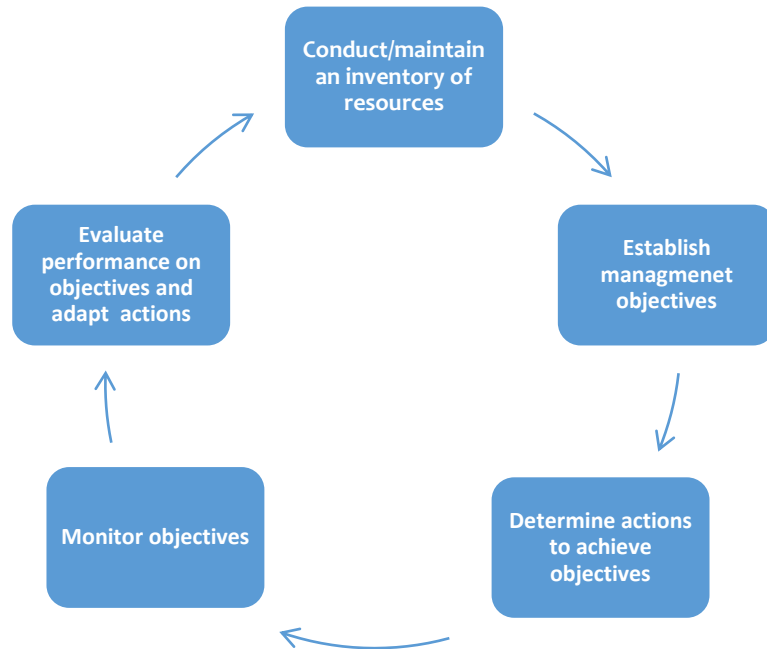 Conduct/maintain
an inventory of
resources
Establish
managmenet
objectives
Determine actions
to achieve
objectives
Monitor objectives
Evaluate
performance on
objectives and
adapt actions